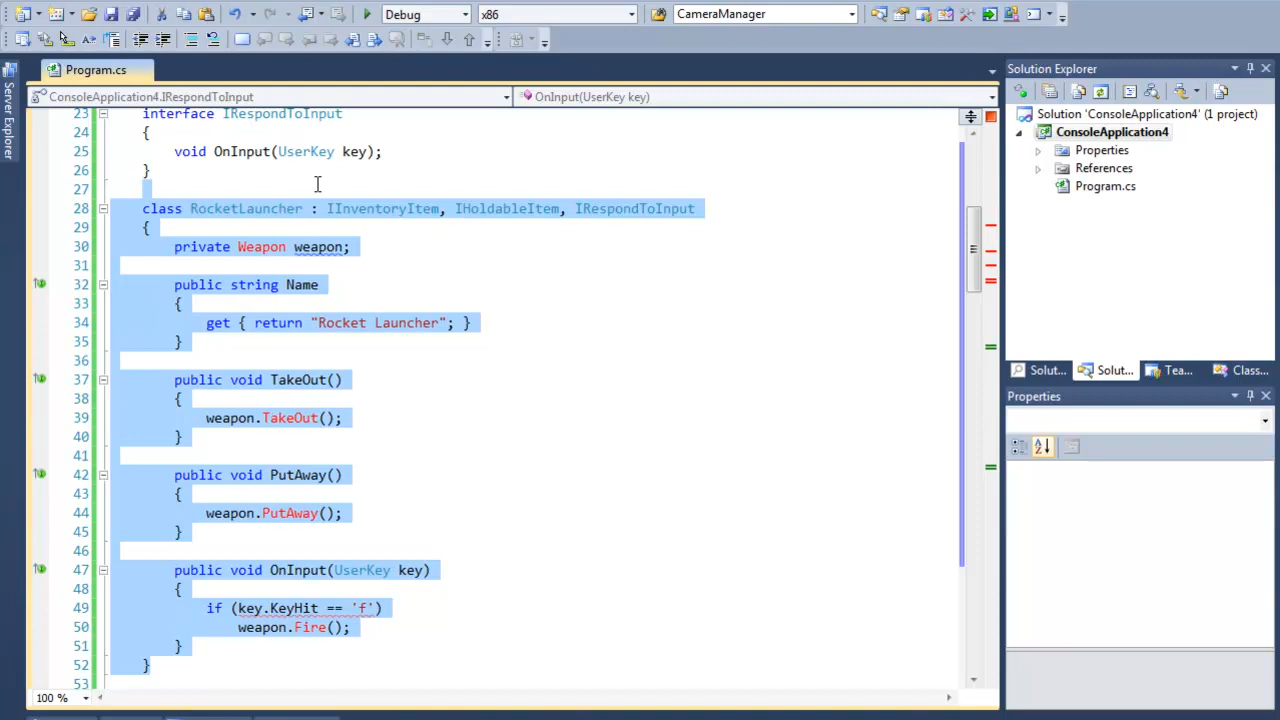 Debug
x86
CameraManager
Program.cs
Server Explorer
ConsoleApplication4.IRespondToInput
OnInput(UserKey key)
23 interface IRespondToInput
24 {
25 void OnInput(UserKey key);
26 }
27
28 class RocketLauncher : IInventoryItem, IHoldableItem, IRespondToInput
29 {
30 private Weapon weapon;
31
32 public string Name
33 {
34 get { return "Rocket Launcher"; }
35 }
36
37 public void TakeOut()
38 {
39 weapon.TakeOut();
40 }
41
42 public void PutAway()
43 {
44 weapon.PutAway();
45 }
46
47 public void OnInput(UserKey key)
48 {
49 if (key.KeyHit == 'f')
50 weapon.Fire();
51 }
52 }
53
100 %
Solution Explorer
Solution 'ConsoleApplication4' (1 project)
ConsoleApplication4
Properties
References
Program.cs
Solut...
Solut...
Tea...
Class...
Properties